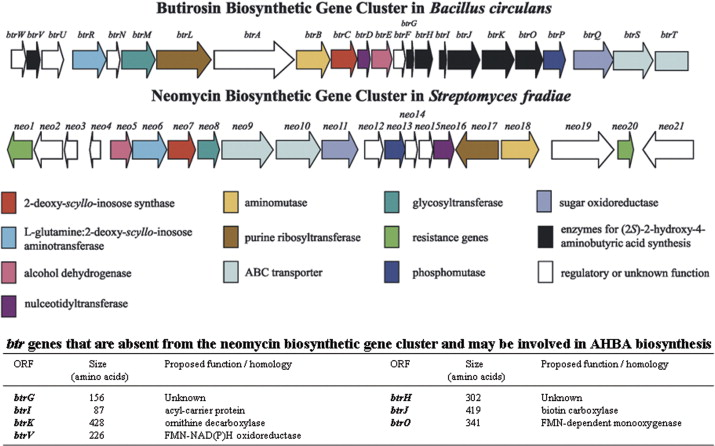 Butirosin Biosynthetic Gene Cluster in Bacillus circulans
btrG
btrW btrV btrU btrR btrN btrM btrL btrA btrB btrC btrD btrE btrF btrH btrI btrJ btrK btrO btrP btrQ btrS btrT
Neomycin Biosynthetic Gene Cluster in Streptomyces fradiae
neo14
neo1 neo2 neo3 neo4 neo5 neo6 neo7 neo8 neo9 neo10 neo11 neo12 neo13 neo15 neo16 neo17 neo18 neo19 neo20 neo21
2-deoxy-scyllo-inosose synthase
L-glutamine:2-deoxy-scyllo-inosose
aminotransferase
alcohol dehydrogenase
nulceotidyltransferase
aminomutase
purine ribosyltransferase
ABC transporter
glycosyltransferase
resistance genes
phosphomutase
sugar oxidoreductase
enzymes for (2S)-2-hydroxy-4-
aminobutyric acid synthesis
regulatory or unknown function
btr genes that are absent from the neomycin biosynthetic gene cluster and may be involved in AHBA biosynthesis
ORF Size Proposed function / homology ORF Size Proposed function / homology
(amino acids) (amino acids)
btrG 156 Unknown btrH 302 Unknown
btrI 87 acyl-carrier protein btrJ 419 biotin carboxylase
btrK 428 ornithine decarboxylase btrO 341 FMN-dependent monooxygenase
btrV 226 FMN-NAD(P)H oxidoreductase